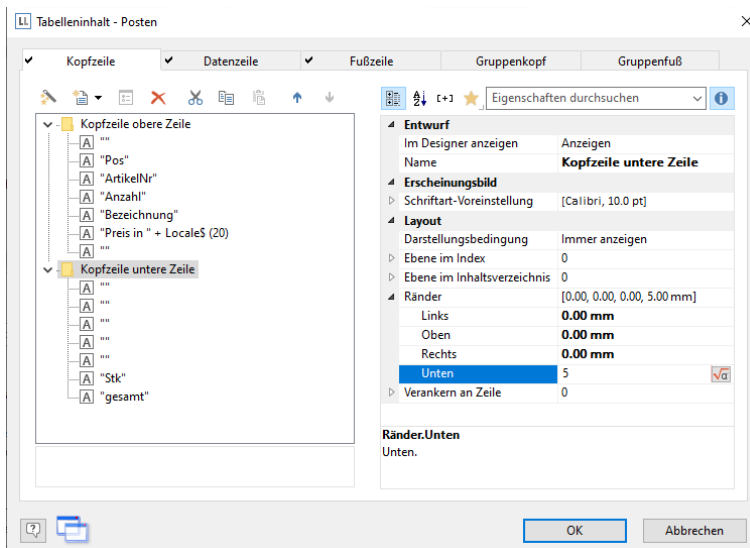 LL Tabelleninhalt - Posten
Kopfzeile Datenzeile Fußzeile Gruppenkopf Gruppenfuß
Eigenschaften durchsuchen
Kopfzeile obere Zeile
A ""
A "Pos"
A "ArtikelNr"
A "Anzahl"
A "Bezeichnung"
A "Preis in " + Locale$ (20)
A ""
Kopfzeile untere Zeile
A ""
A ""
A ""
A ""
A ""
A "Stk"
A "gesamt"
Entwurf
Im Designer anzeigen Anzeigen
Name Kopfzeile untere Zeile
Erscheinungsbild
Schriftart-Voreinstellung [Calibri, 10.0 pt]
Layout
Darstellungsbedingung Immer anzeigen
Ebene im Index 0
Ebene im Inhaltsverzeichnis 0
Ränder [0.00, 0.00, 0.00, 5.00 mm]
Links 0.00 mm
Oben 0.00 mm
Rechts 0.00 mm
Unten 5
Verankern an Zeile 0
Ränder.Unten
Unten.
OK Abbrechen